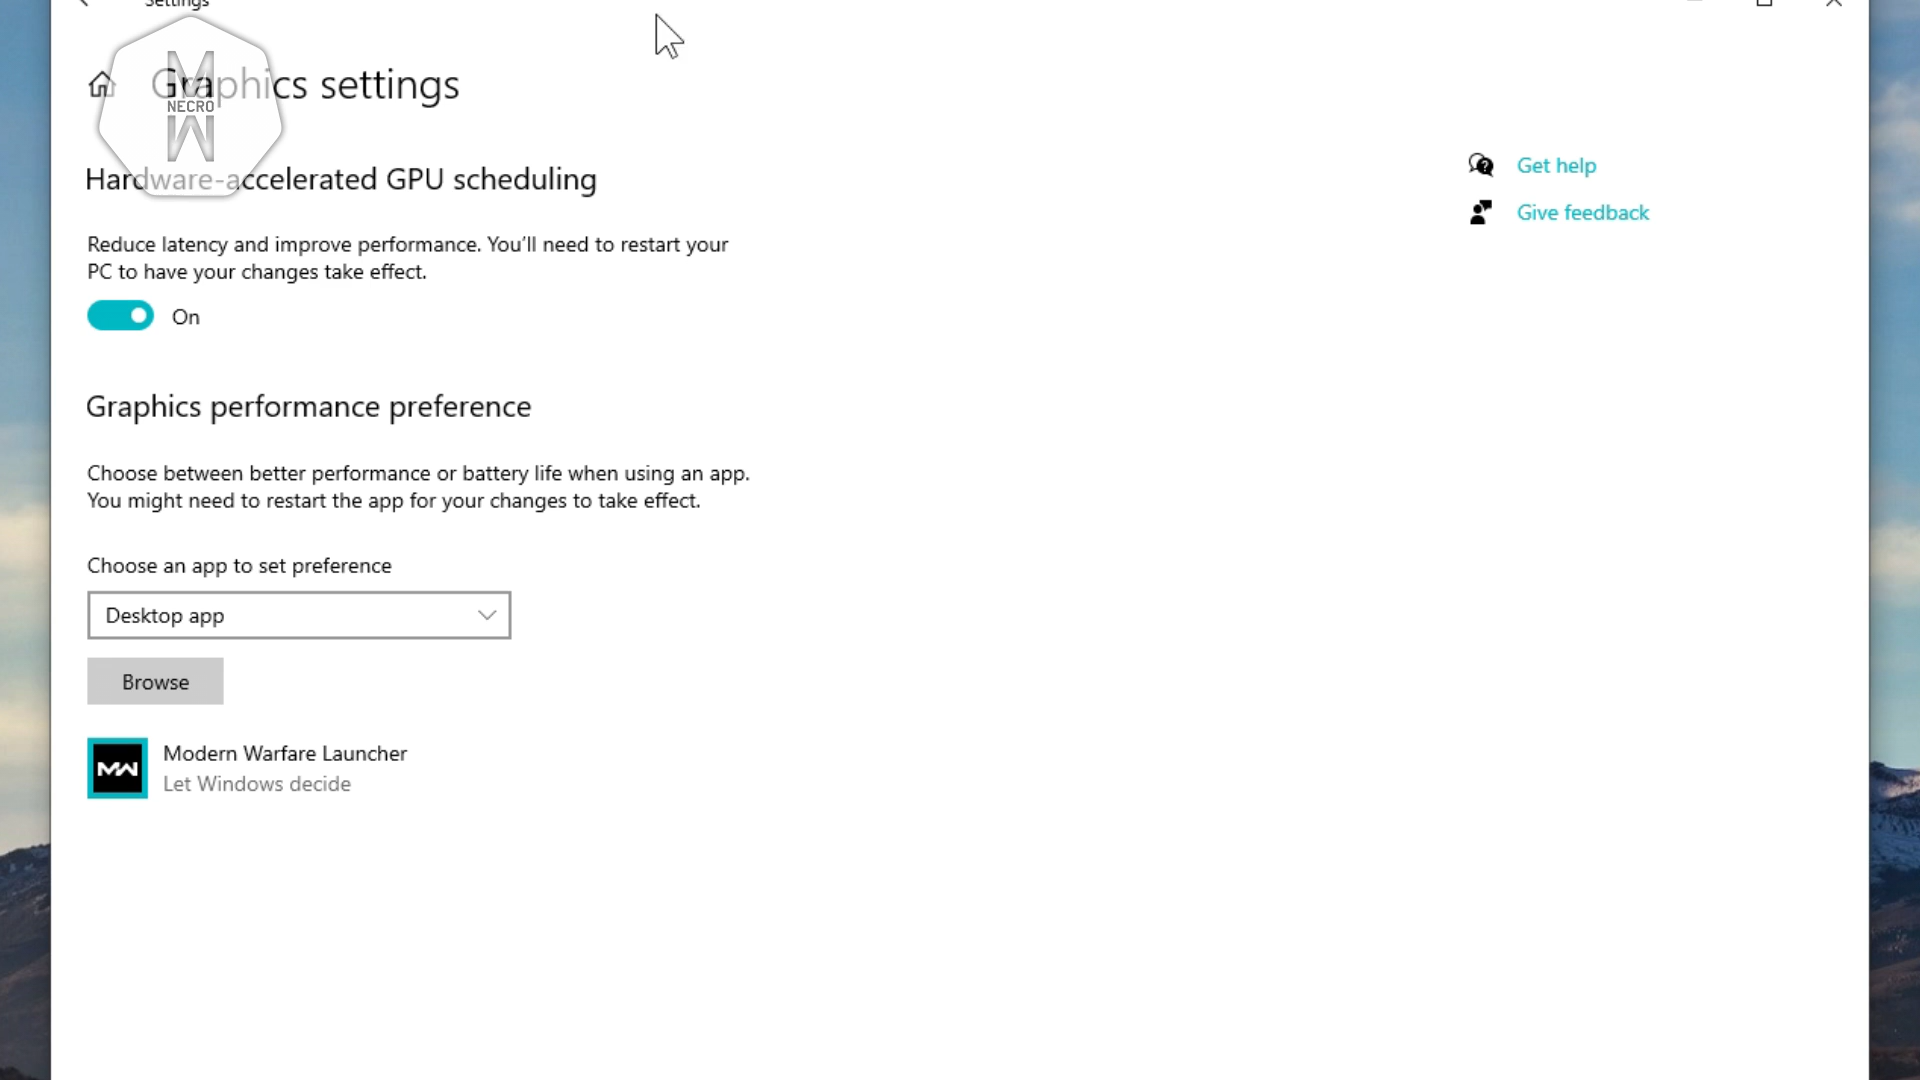 Settings
Graphics settings
M
NECRO
MW
Hardware-accelerated GPU scheduling
Get help
Give feedback
Reduce latency and improve performance. You'll need to restart your
PC to have your changes take effect.
On
Graphics performance preference
Choose between better performance or battery life when using an app.
You might need to restart the app for your changes to take effect.
Choose an app to set preference
Desktop app
Browse
MW
Modern Warfare Launcher
Let Windows decide